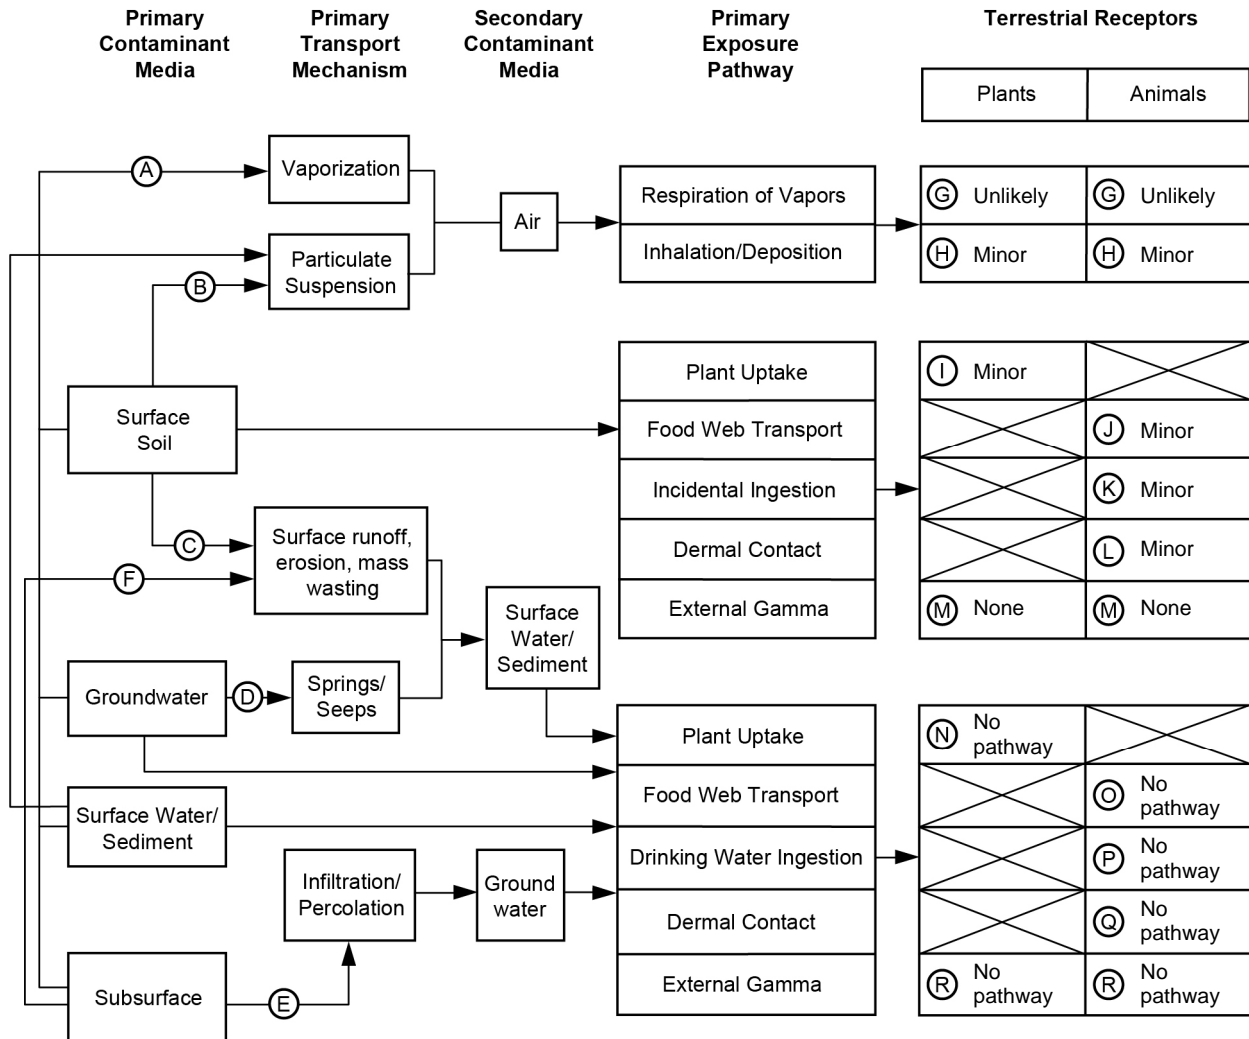 Primary
Contaminant
Media
Primary
Transport
Mechanism
Secondary
Contaminant
Media
Primary
Exposure
Pathway
Terrestrial Receptors
Plants
Animals
A
Vaporization
B
Particulate
Suspension
Air
Respiration of Vapors
Inhalation/Deposition
G Unlikely
G Unlikely
H Minor
H Minor
Surface
Soil
Plant Uptake
Food Web Transport
Incidental Ingestion
Dermal Contact
External Gamma
I Minor
J Minor
K Minor
L Minor
M None
M None
C
F
Surface runoff,
erosion, mass
wasting
Groundwater
D
Springs/
Seeps
Surface
Water/
Sediment
Surface Water/
Sediment
Infiltration/
Percolation
Ground
water
Subsurface
E
Plant Uptake
Food Web Transport
Drinking Water Ingestion
Dermal Contact
External Gamma
N No
pathway
O No
pathway
P No
pathway
Q No
pathway
R No
pathway
R No
pathway